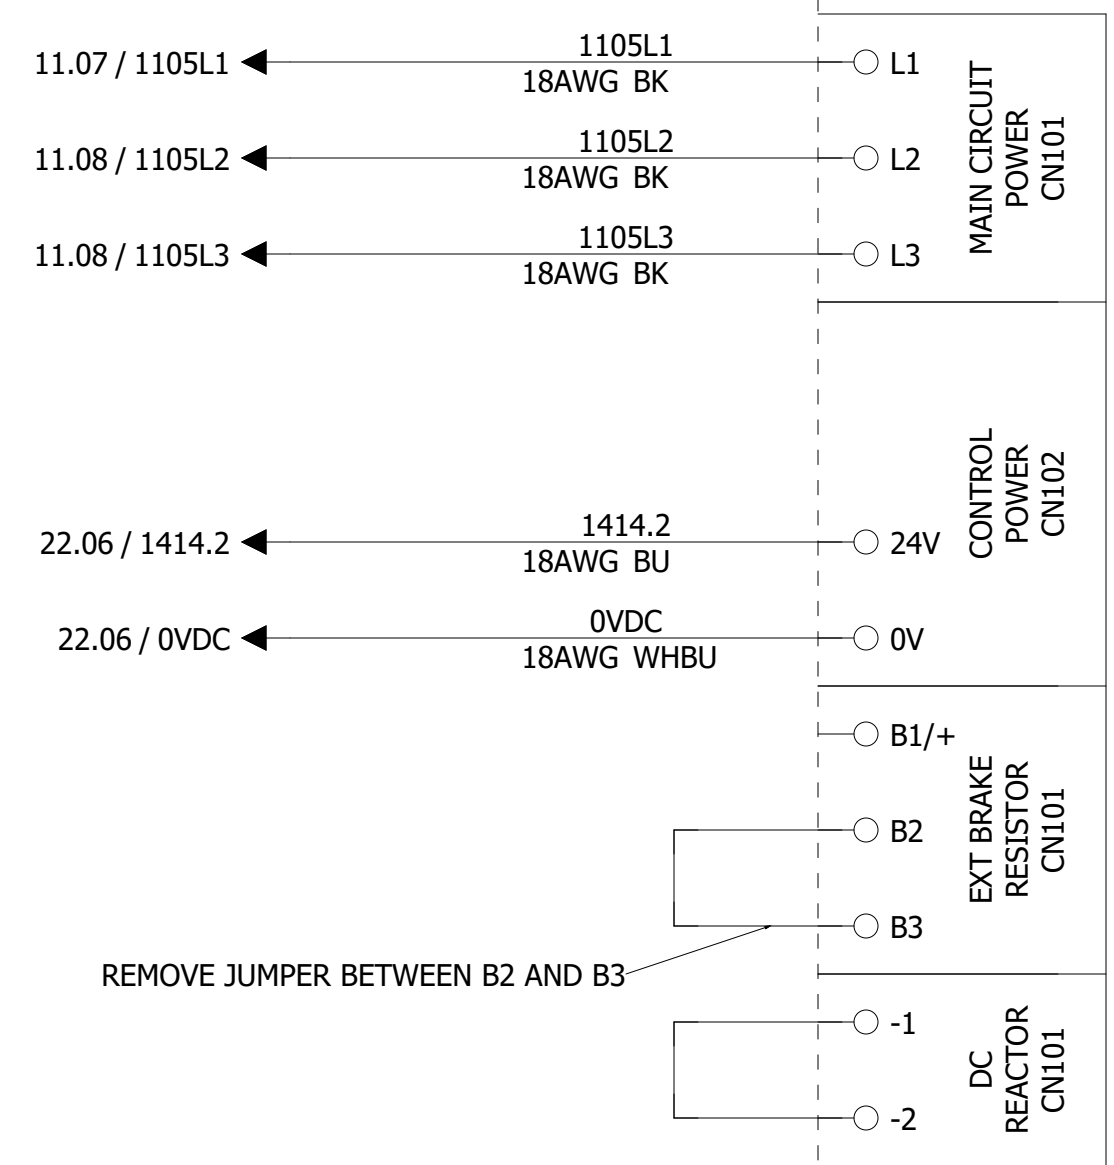 1105L1
11.07 / 1105L1
18AWG BK
L1
1105L2
11.08 / 1105L2
18AWG BK
L2
1105L3
11.08 / 1105L3
18AWG BK
L3
MAIN CIRCUIT
POWER
CN101
1414.2
22.06 / 1414.2
18AWG BU
24V
0VDC
22.06 / 0VDC
18AWG WHBU
0V
CONTROL
POWER
CN102
B1/+
B2
B3
EXT BRAKE
RESISTOR
CN101
REMOVE JUMPER BETWEEN B2 AND B3
-1
-2
DC
REACTOR
CN101